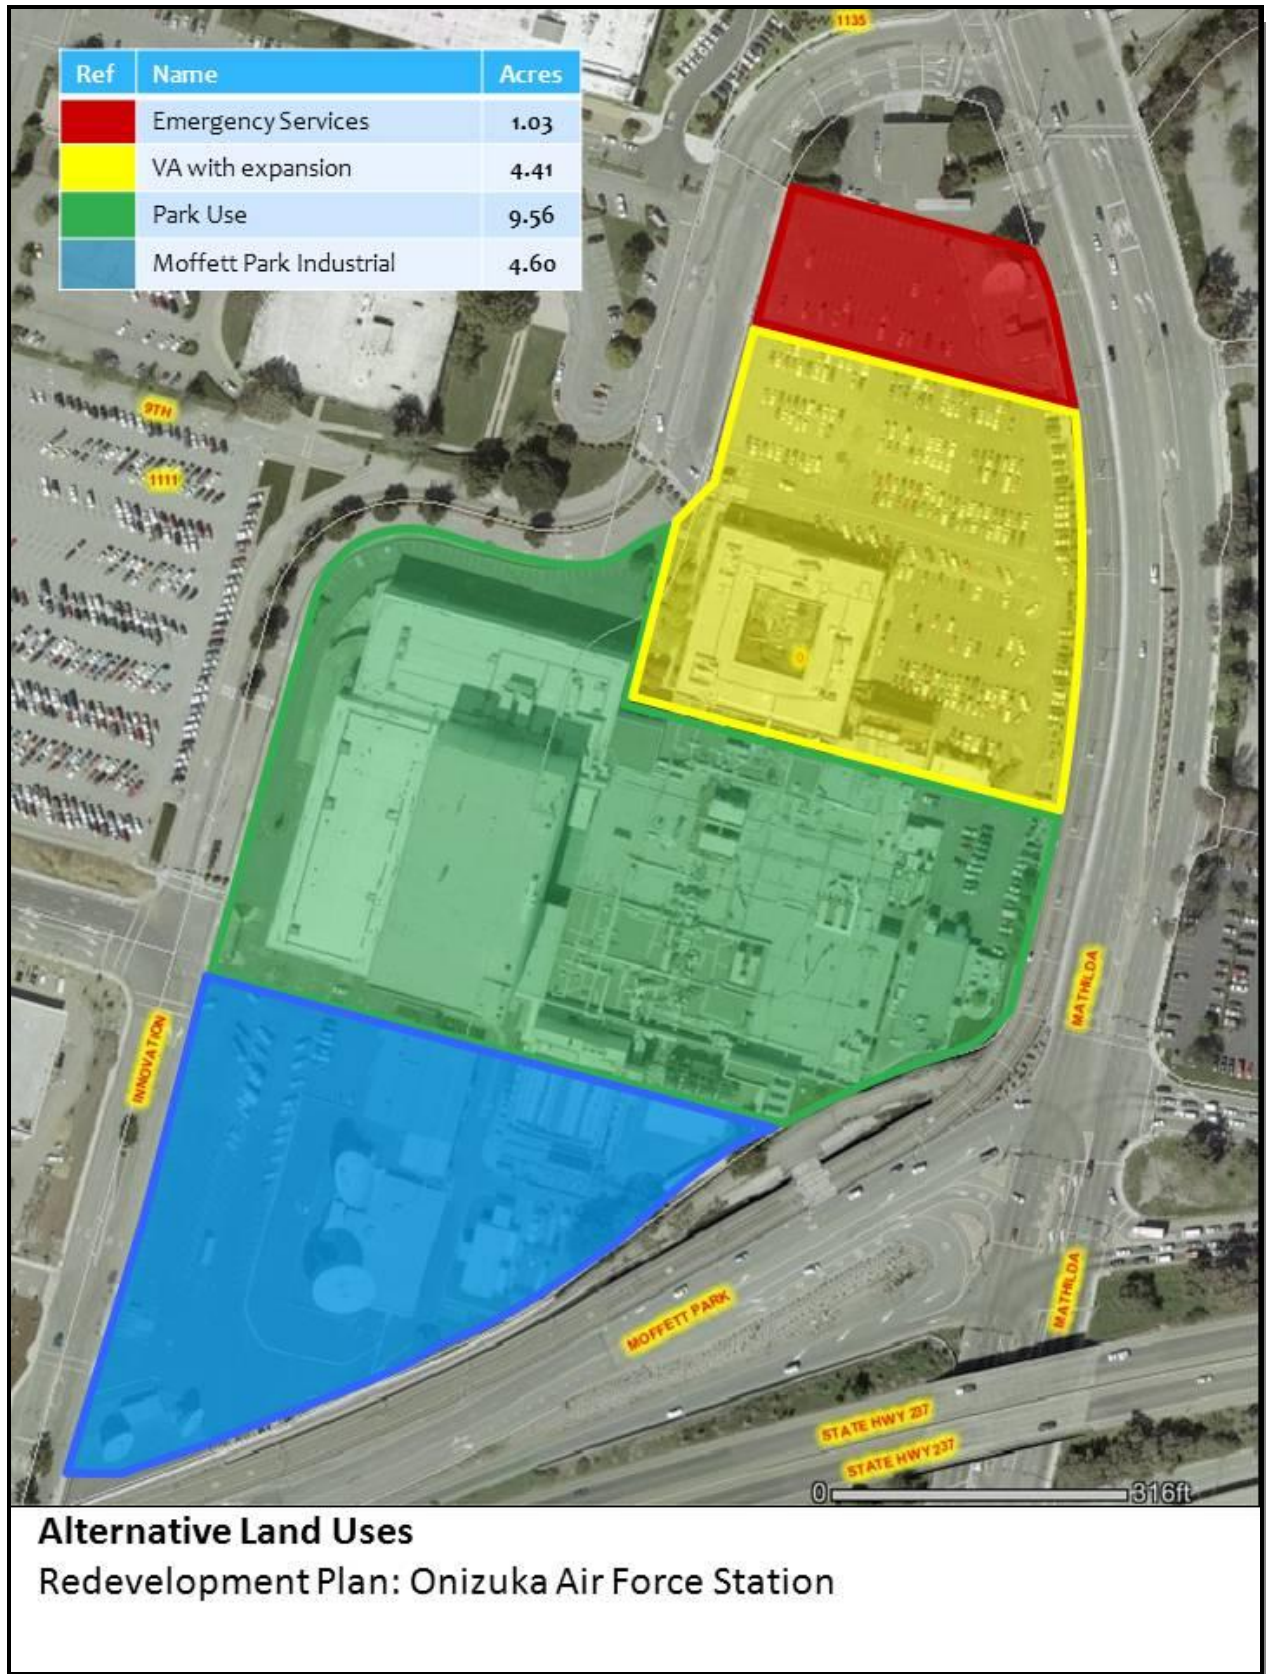 1135
Ref Name Acres
Emergency Services 1.03
VA with expansion 4.41
Park Use 9.56
Moffett Park Industrial 4.60
9TH
1111
0
INNOVATION
MATHILDA
MATHILDA
MOFFETT PARK
STATE HWY 237
STATE HWY 237
0 316ft
Alternative Land Uses
Redevelopment Plan: Onizuka Air Force Station